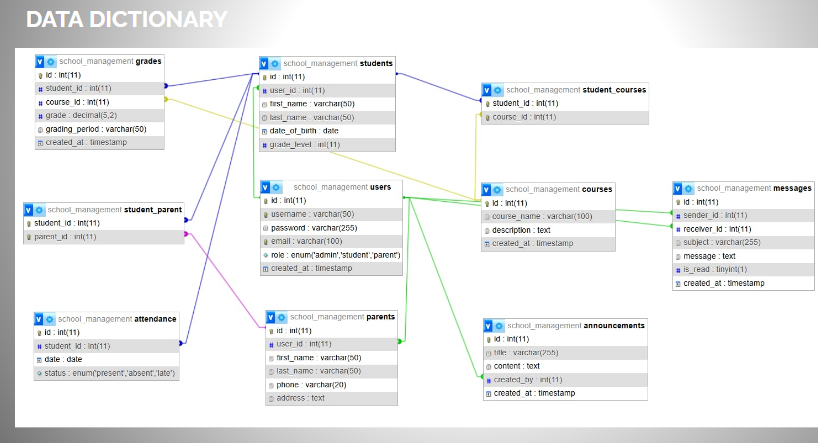 DATA DICTIONARY
school_management grades
id : int(11)
student_id : int(11)
course_id : int(11)
grade : decimal(5,2)
grading_period : varchar(50)
created_at : timestamp
school_management students
id : int(11)
user_id : int(11)
first_name : varchar(50)
last_name : varchar(50)
date_of_birth : date
grade_level : int(11)
school_management student_courses
student_id : int(11)
course_id : int(11)
school_management student_parent
student_id : int(11)
parent_id : int(11)
school_management users
id : int(11)
username : varchar(50)
password : varchar(255)
email : varchar(100)
role : enum('admin','student','parent')
created_at : timestamp
school_management courses
id : int(11)
course_name : varchar(100)
description : text
created_at : timestamp
school_management messages
id : int(11)
sender_id : int(11)
receiver_id : int(11)
subject : varchar(255)
message : text
is_read : tinyint(1)
created_at : timestamp
school_management attendance
id : int(11)
student_id : int(11)
date : date
status : enum('present','absent','late')
school_management parents
id : int(11)
user_id : int(11)
first_name : varchar(50)
last_name : varchar(50)
phone : varchar(20)
address : text
school_management announcements
id : int(11)
title : varchar(255)
content : text
created_by : int(11)
created_at : timestamp